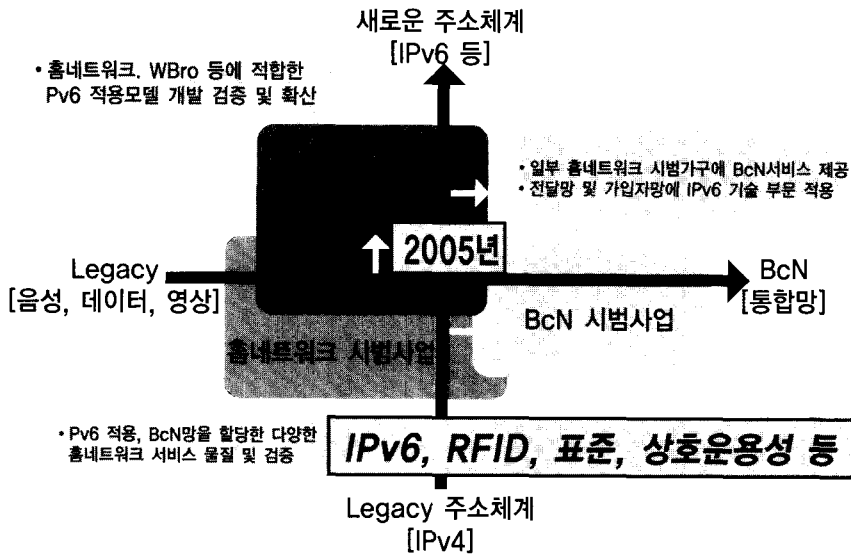 새로운 주소체계
[IPv6 등]
• 홈네트워크. WBro 등에 적합한
Pv6 적용모델 개발 검증 및 확산
• 일부 홈네트워크 시범가구에 BcN서비스 제공
• 전달망 및 가입자망에 IPv6 기술 부문 적용
2005년
Legacy
[음성, 데이터, 영상]
BcN
[통합망]
BcN 시범사업
홈네트워크 시범사업
• Pv6 적용, BcN망을 할당한 다양한
홈네트워크 서비스 물질 및 검증
IPv6, RFID, 표준, 상호운용성 등
Legacy 주소체계
[IPv4]